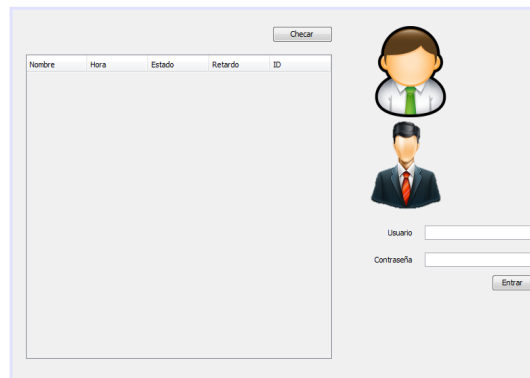 Checar
Nombre Hora Estado Retardo ID
Usuario
Contraseña
Entrar